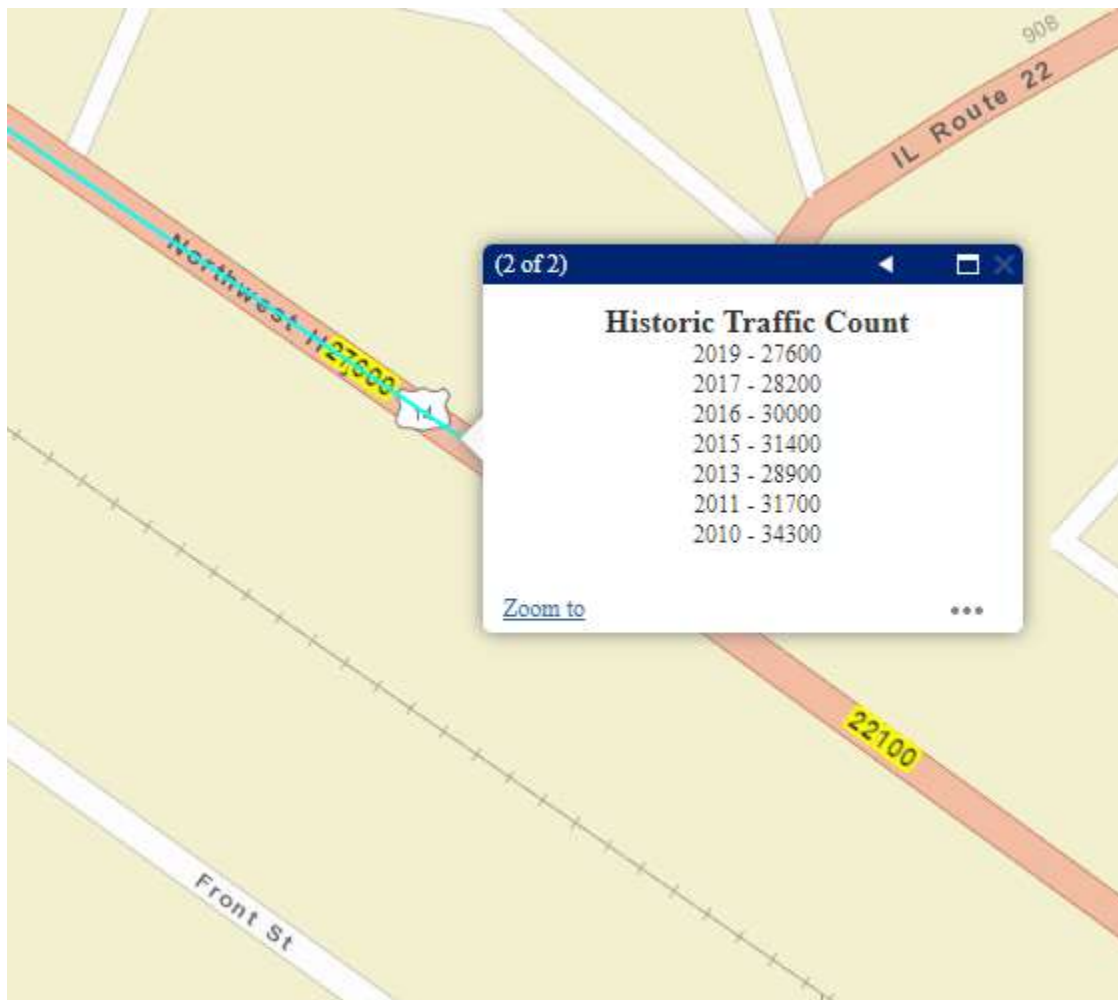 908
IL Route 22
Northwest
27600
14
(2 of 2)
Historic Traffic Count
2019 - 27600
2017 - 28200
2016 - 30000
2015 - 31400
2013 - 28900
2011 - 31700
2010 - 34300
Zoom to
22100
Front St